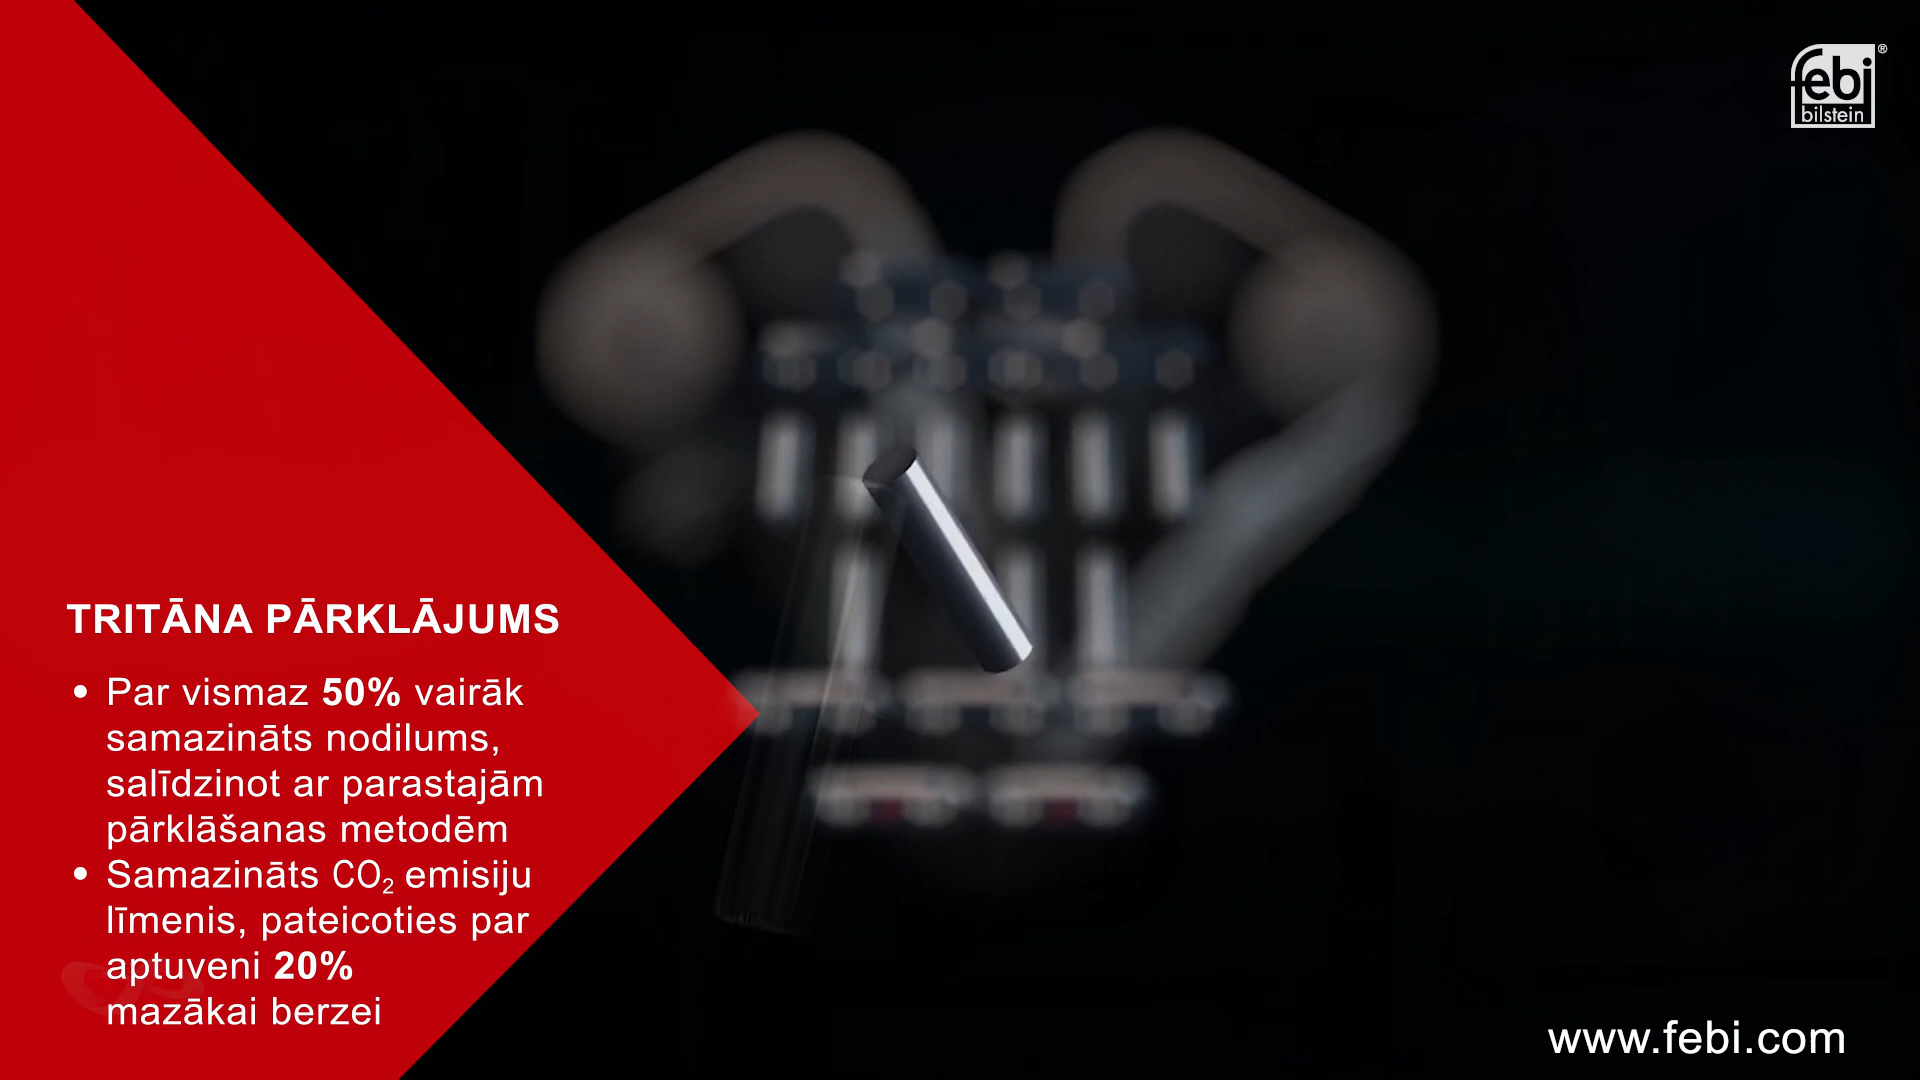 febi®
bilstein
TRITĀNA PĀRKLĀJUMS
• Par vismaz 50% vairāk
samazināts nodilums,
salīdzinot ar parastajām
pārklāšanas metodēm
• Samazināts CO₂ emisiju
līmenis, pateicoties par
aptuveni 20%
mazākai berzei
www.febi.com